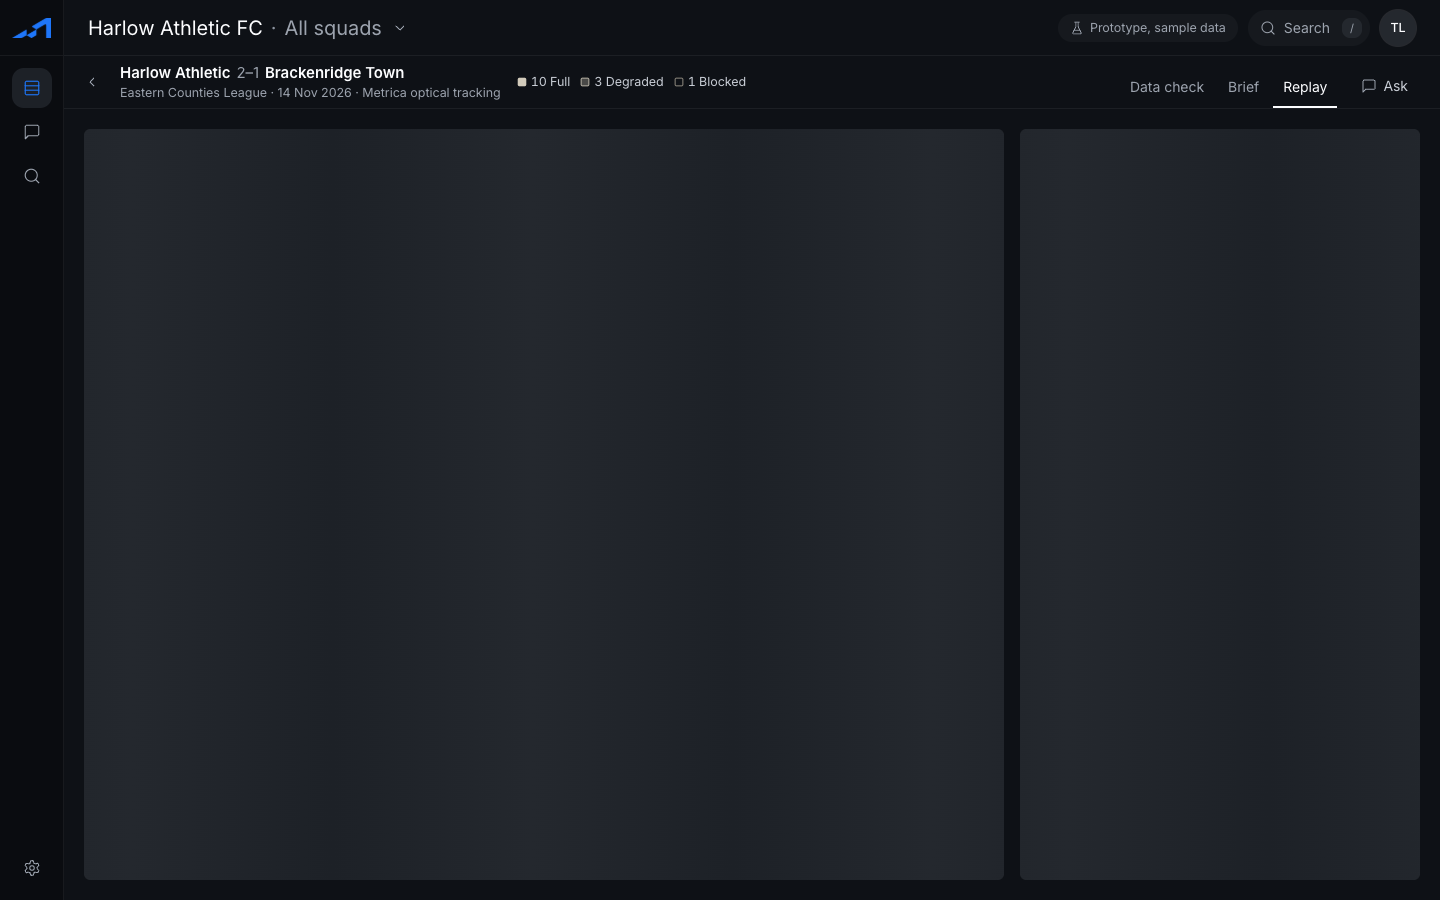 Harlow Athletic FC · All squads
Prototype, sample data
Search /
TL
Harlow Athletic 2–1 Brackenridge Town
Eastern Counties League · 14 Nov 2026 · Metrica optical tracking
10 Full 3 Degraded 1 Blocked
Data check
Brief
Replay
Ask